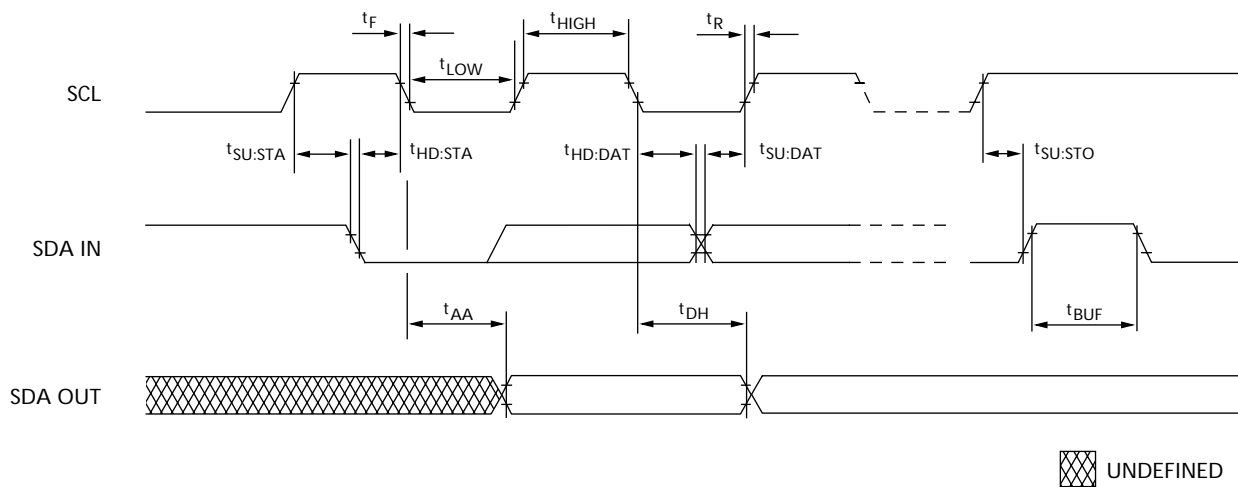 tF
tHIGH
tR
tLOW
SCL
tSU:STA
tHD:STA
tHD:DAT
tSU:DAT
tSU:STO
SDA IN
tAA
tDH
tBUF
SDA OUT
UNDEFINED